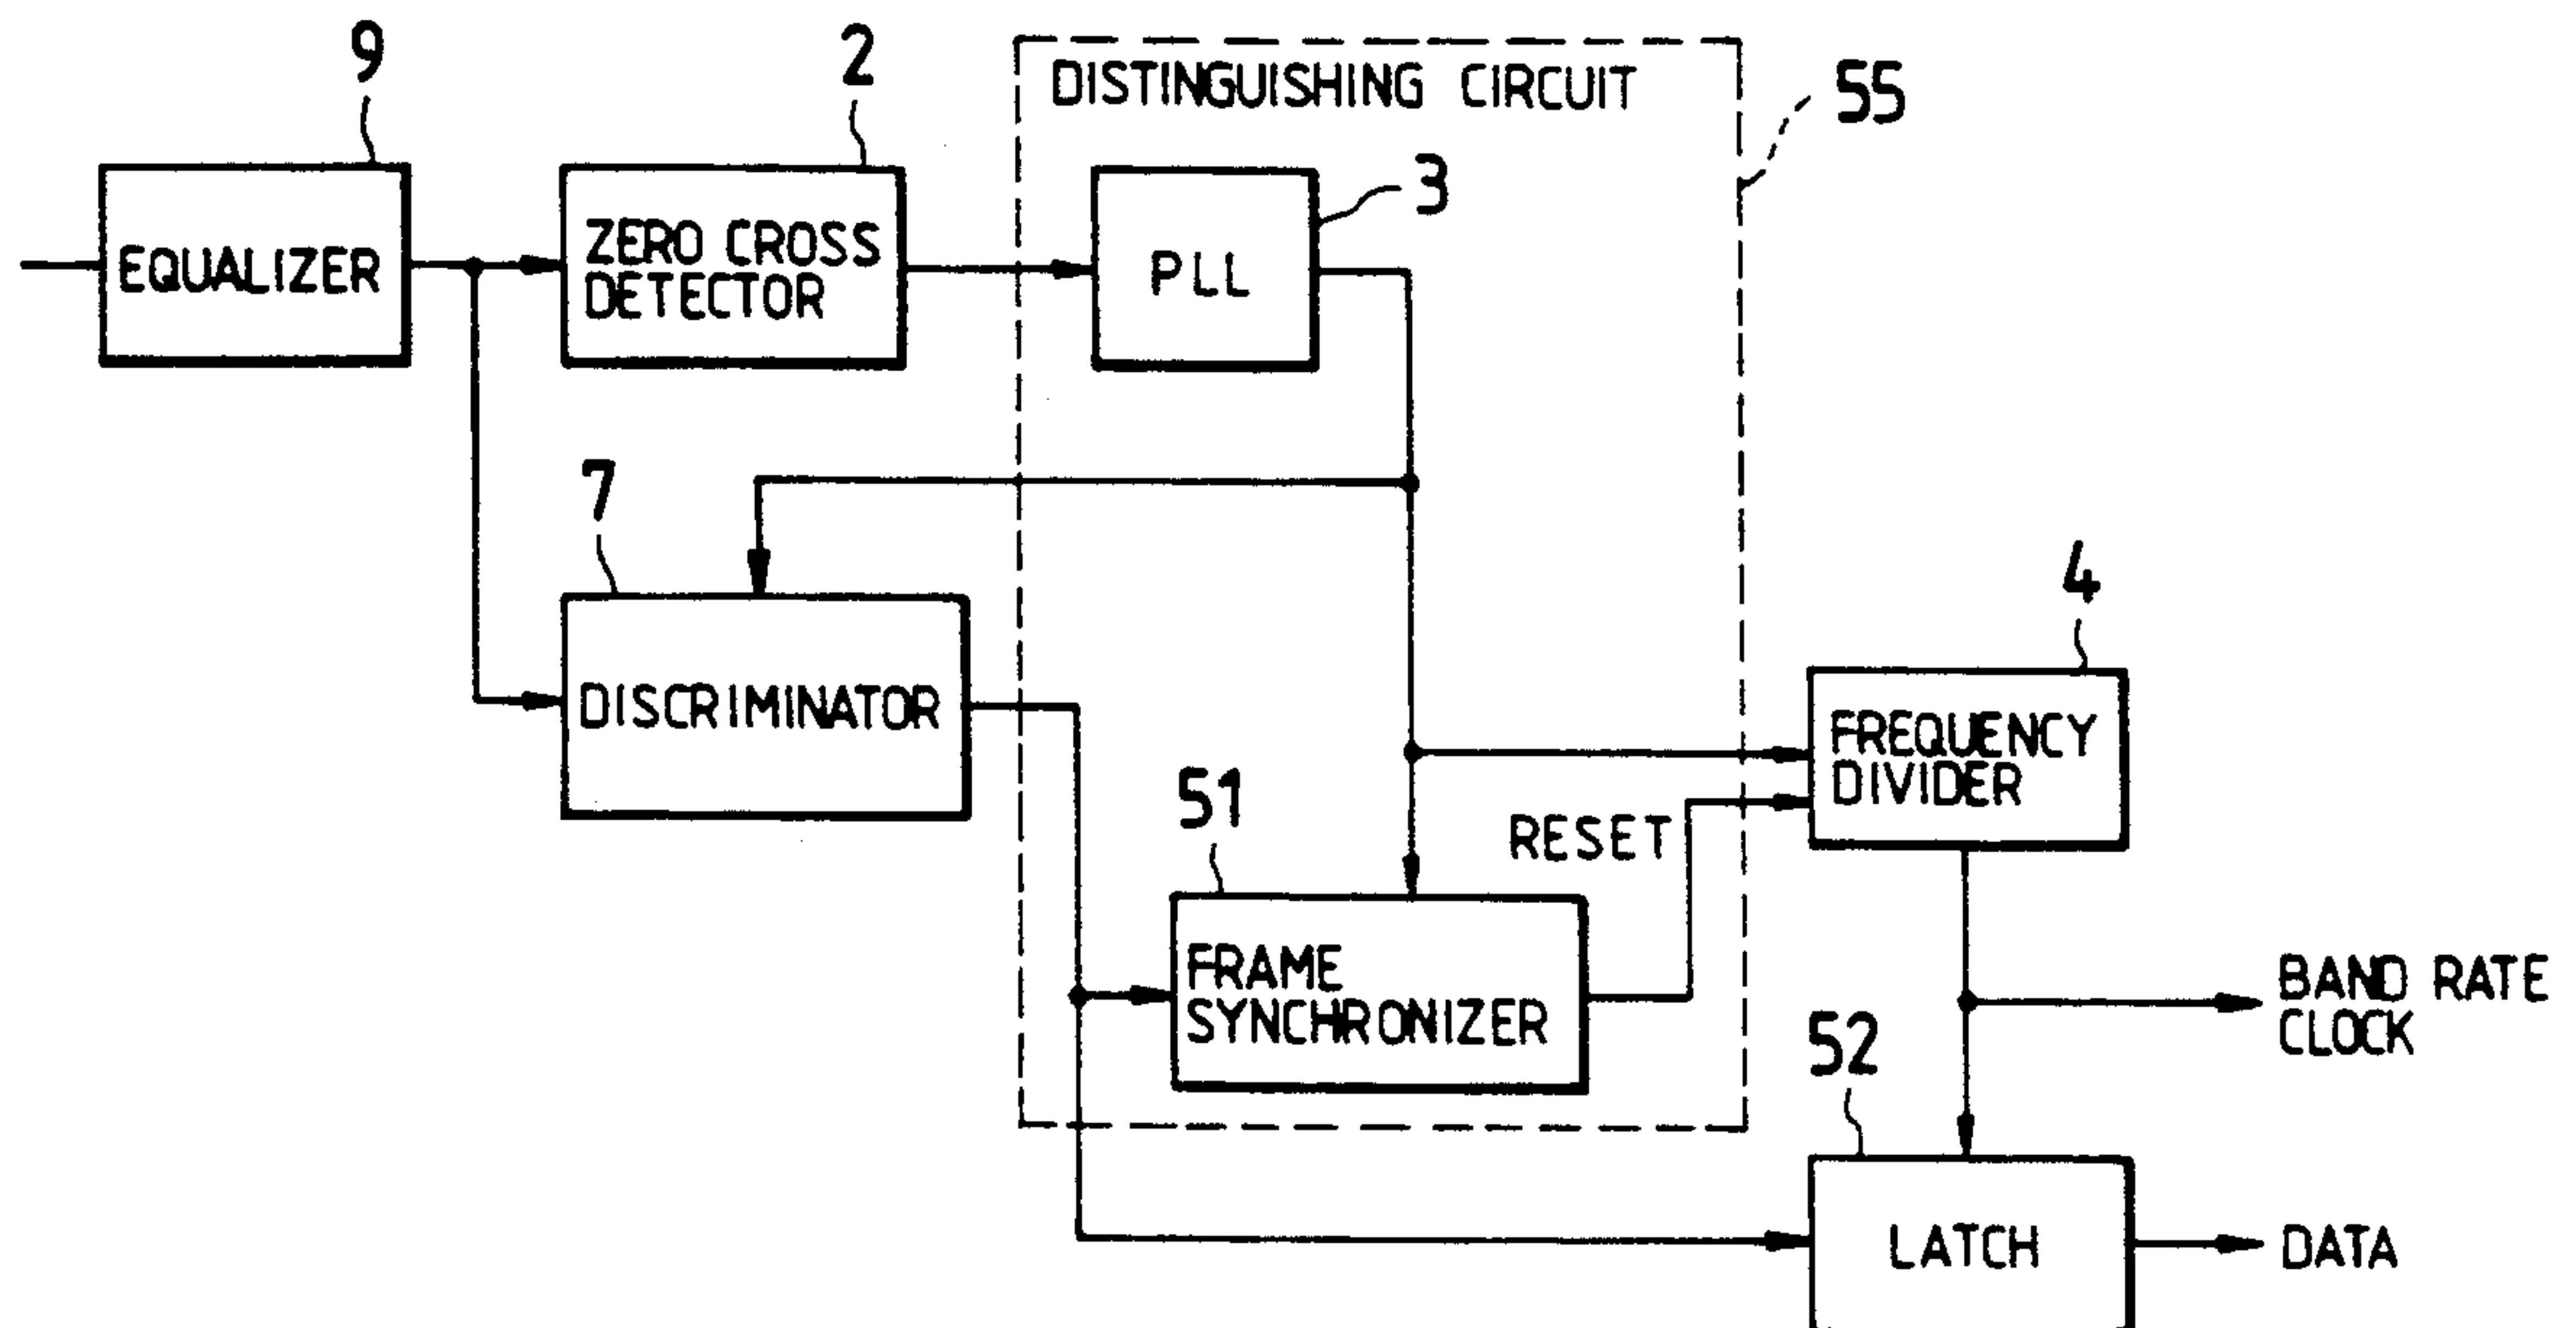 9
2
DISTINGUISHING CIRCUIT
55
3
EQUALIZER
ZERO CROSS
DETECTOR
PLL
7
4
DISCRIMINATOR
FREQUENCY
DIVIDER
51
RESET
FRAME
SYNCHRONIZER
BAND RATE
CLOCK
52
LATCH
DATA